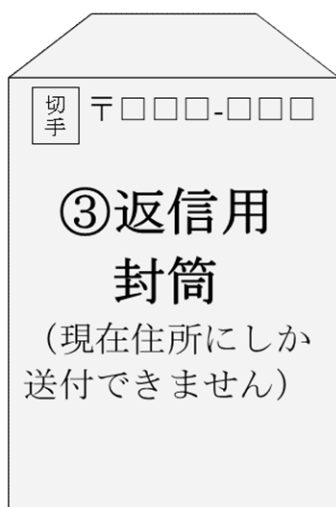 切手
〒□□□-□□□
③返信用
封筒
（現在住所にしか
送付できません）